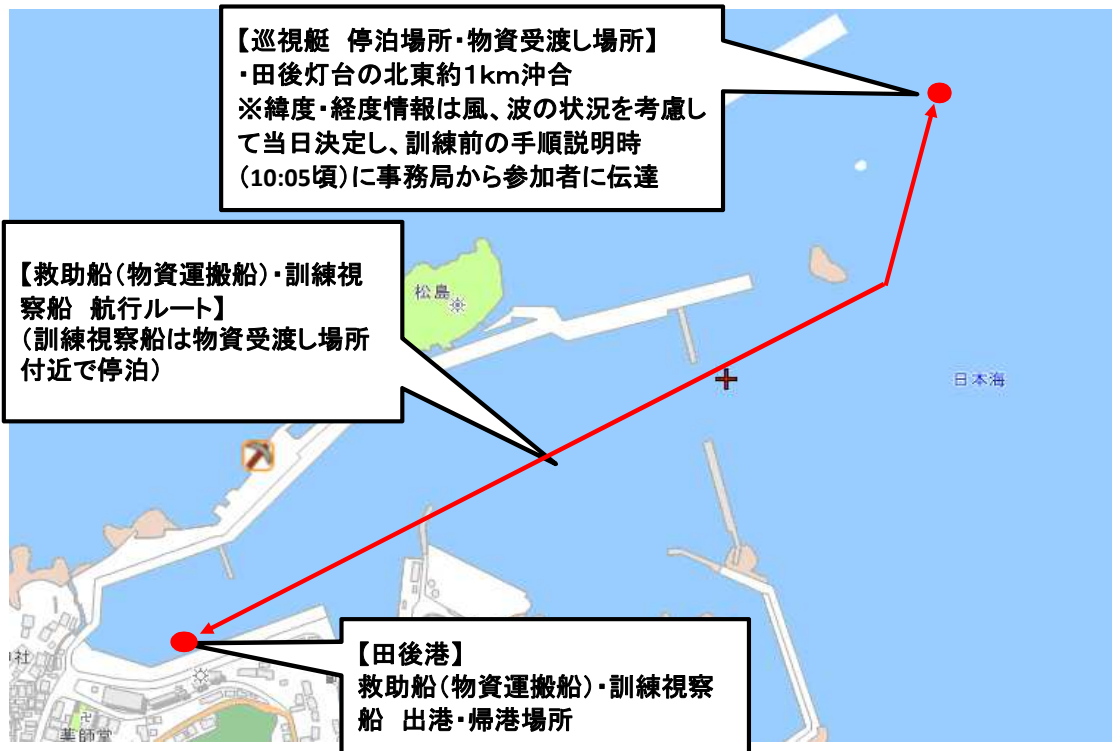 【巡視艇 停泊場所・物資受渡し場所】
・田後灯台の北東約1km沖合
※緯度・経度情報は風、波の状況を考慮し
て当日決定し、訓練前の手順説明時
(10:05頃)に事務局から参加者に伝達
【救助船(物資運搬船)・訓練視
察船 航行ルート】
(訓練視察船は物資受渡し場所
付近で停泊)
松島
日本海
【田後港】
救助船(物資運搬船)・訓練視察
船 出港・帰港場所
社
薬師堂